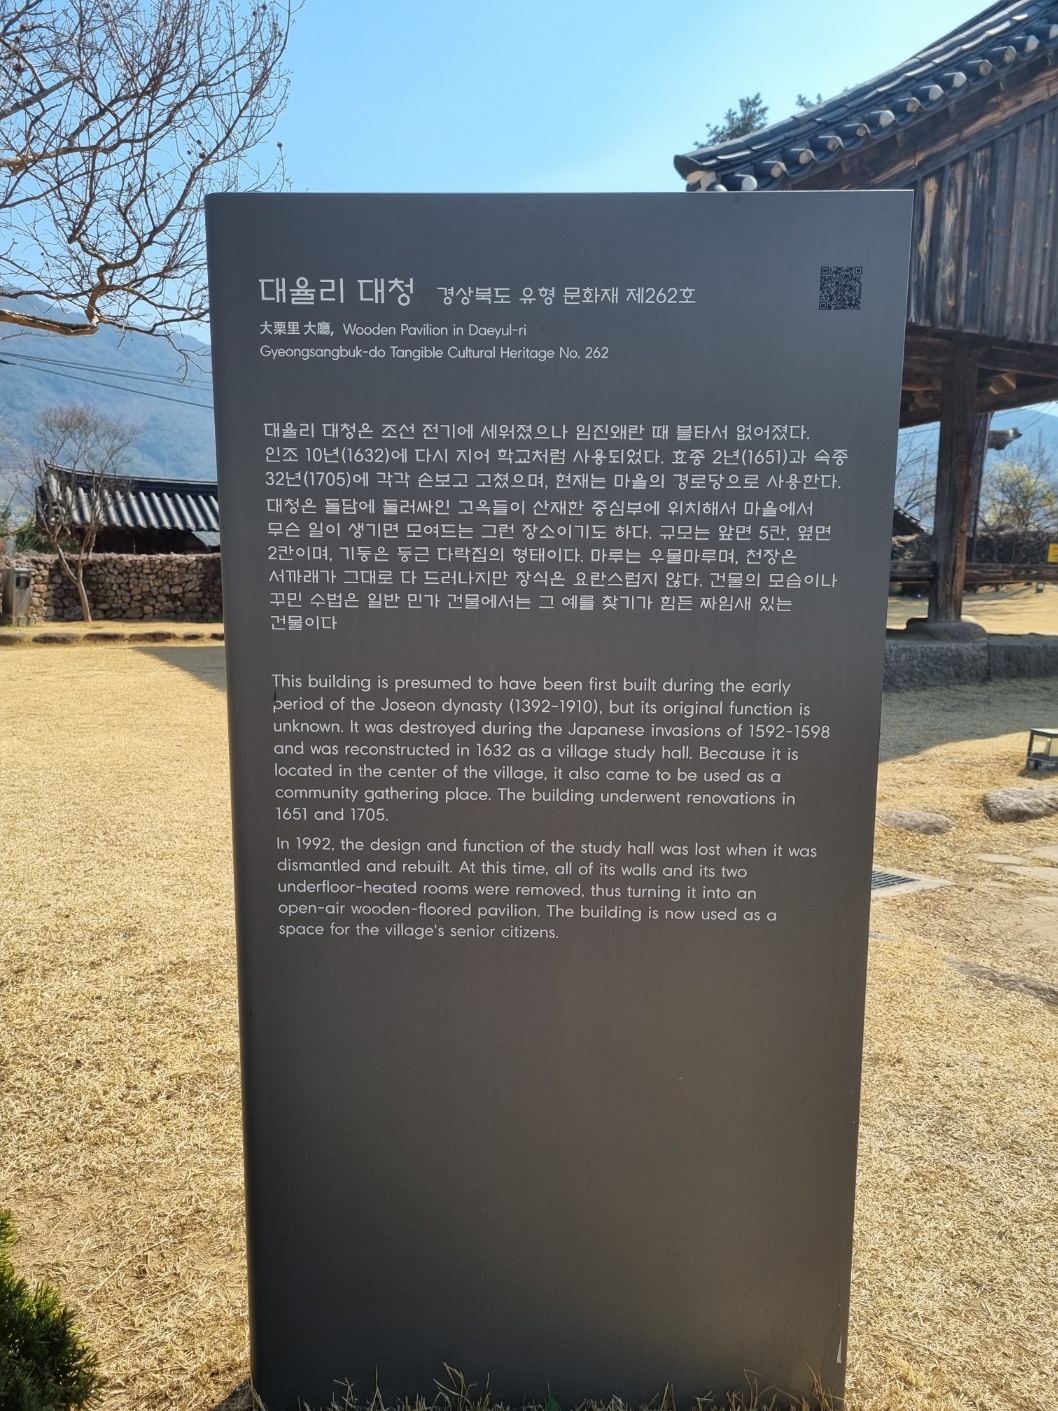 대율리 대청 경상북도 유형 문화재 제262호
大栗里 大廳, Wooden Pavilion in Daeyul-ri
Gyeongsangbuk-do Tangible Cultural Heritage No. 262
대율리 대청은 조선 전기에 세워졌으나 임진왜란 때 불타서 없어졌다.
인조 10년(1632)에 다시 지어 학교처럼 사용되었다. 효종 2년(1651)과 숙종
32년(1705)에 각각 손보고 고쳤으며, 현재는 마을의 경로당으로 사용한다.
대청은 돌담에 둘러싸인 고옥들이 산재한 중심부에 위치해서 마을에서
무슨 일이 생기면 모여드는 그런 장소이기도 하다. 규모는 앞면 5칸, 옆면
2칸이며, 기둥은 둥근 다락집의 형태이다. 마루는 우물마루며, 천장은
서까래가 그대로 다 드러나지만 장식은 요란스럽지 않다. 건물의 모습이나
꾸민 수법은 일반 민가 건물에서는 그 예를 찾기가 힘든 짜임새 있는
건물이다
This building is presumed to have been first built during the early
period of the Joseon dynasty (1392-1910), but its original function is
unknown. It was destroyed during the Japanese invasions of 1592-1598
and was reconstructed in 1632 as a village study hall. Because it is
located in the center of the village, it also came to be used as a
community gathering place. The building underwent renovations in
1651 and 1705.
In 1992, the design and function of the study hall was lost when it was
dismantled and rebuilt. At this time, all of its walls and its two
underfloor-heated rooms were removed, thus turning it into an
open-air wooden-floored pavilion. The building is now used as a
space for the village's senior citizens.